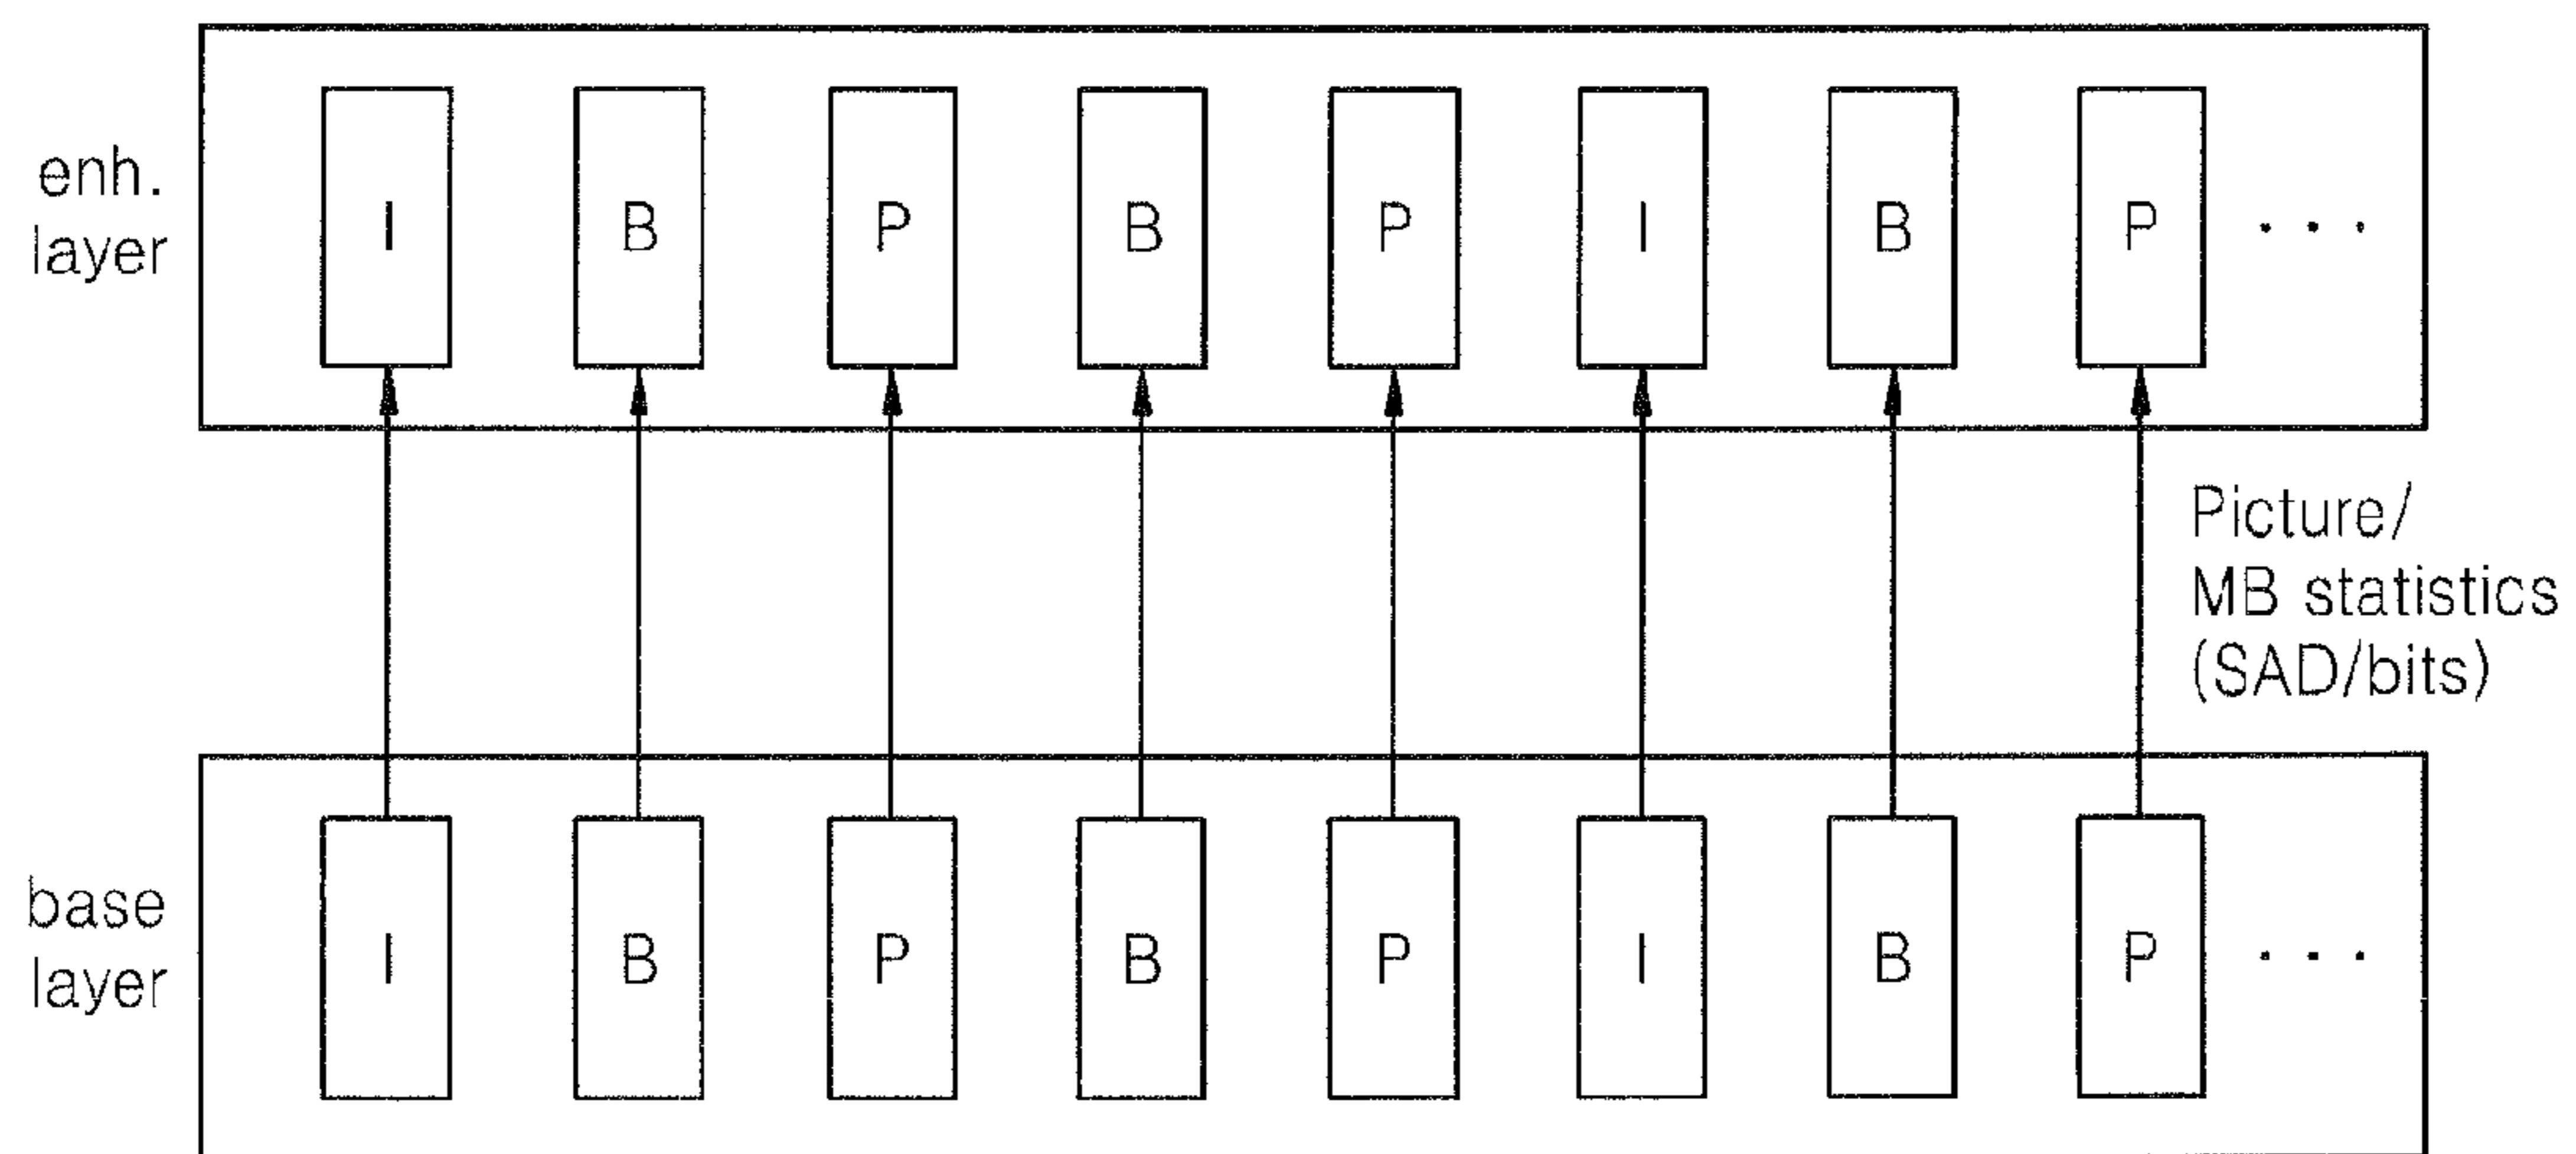 enh.
layer
I B P B P I B P ...
Picture/
MB statistics
(SAD/bits)
base
layer
I B P B P I B P ...